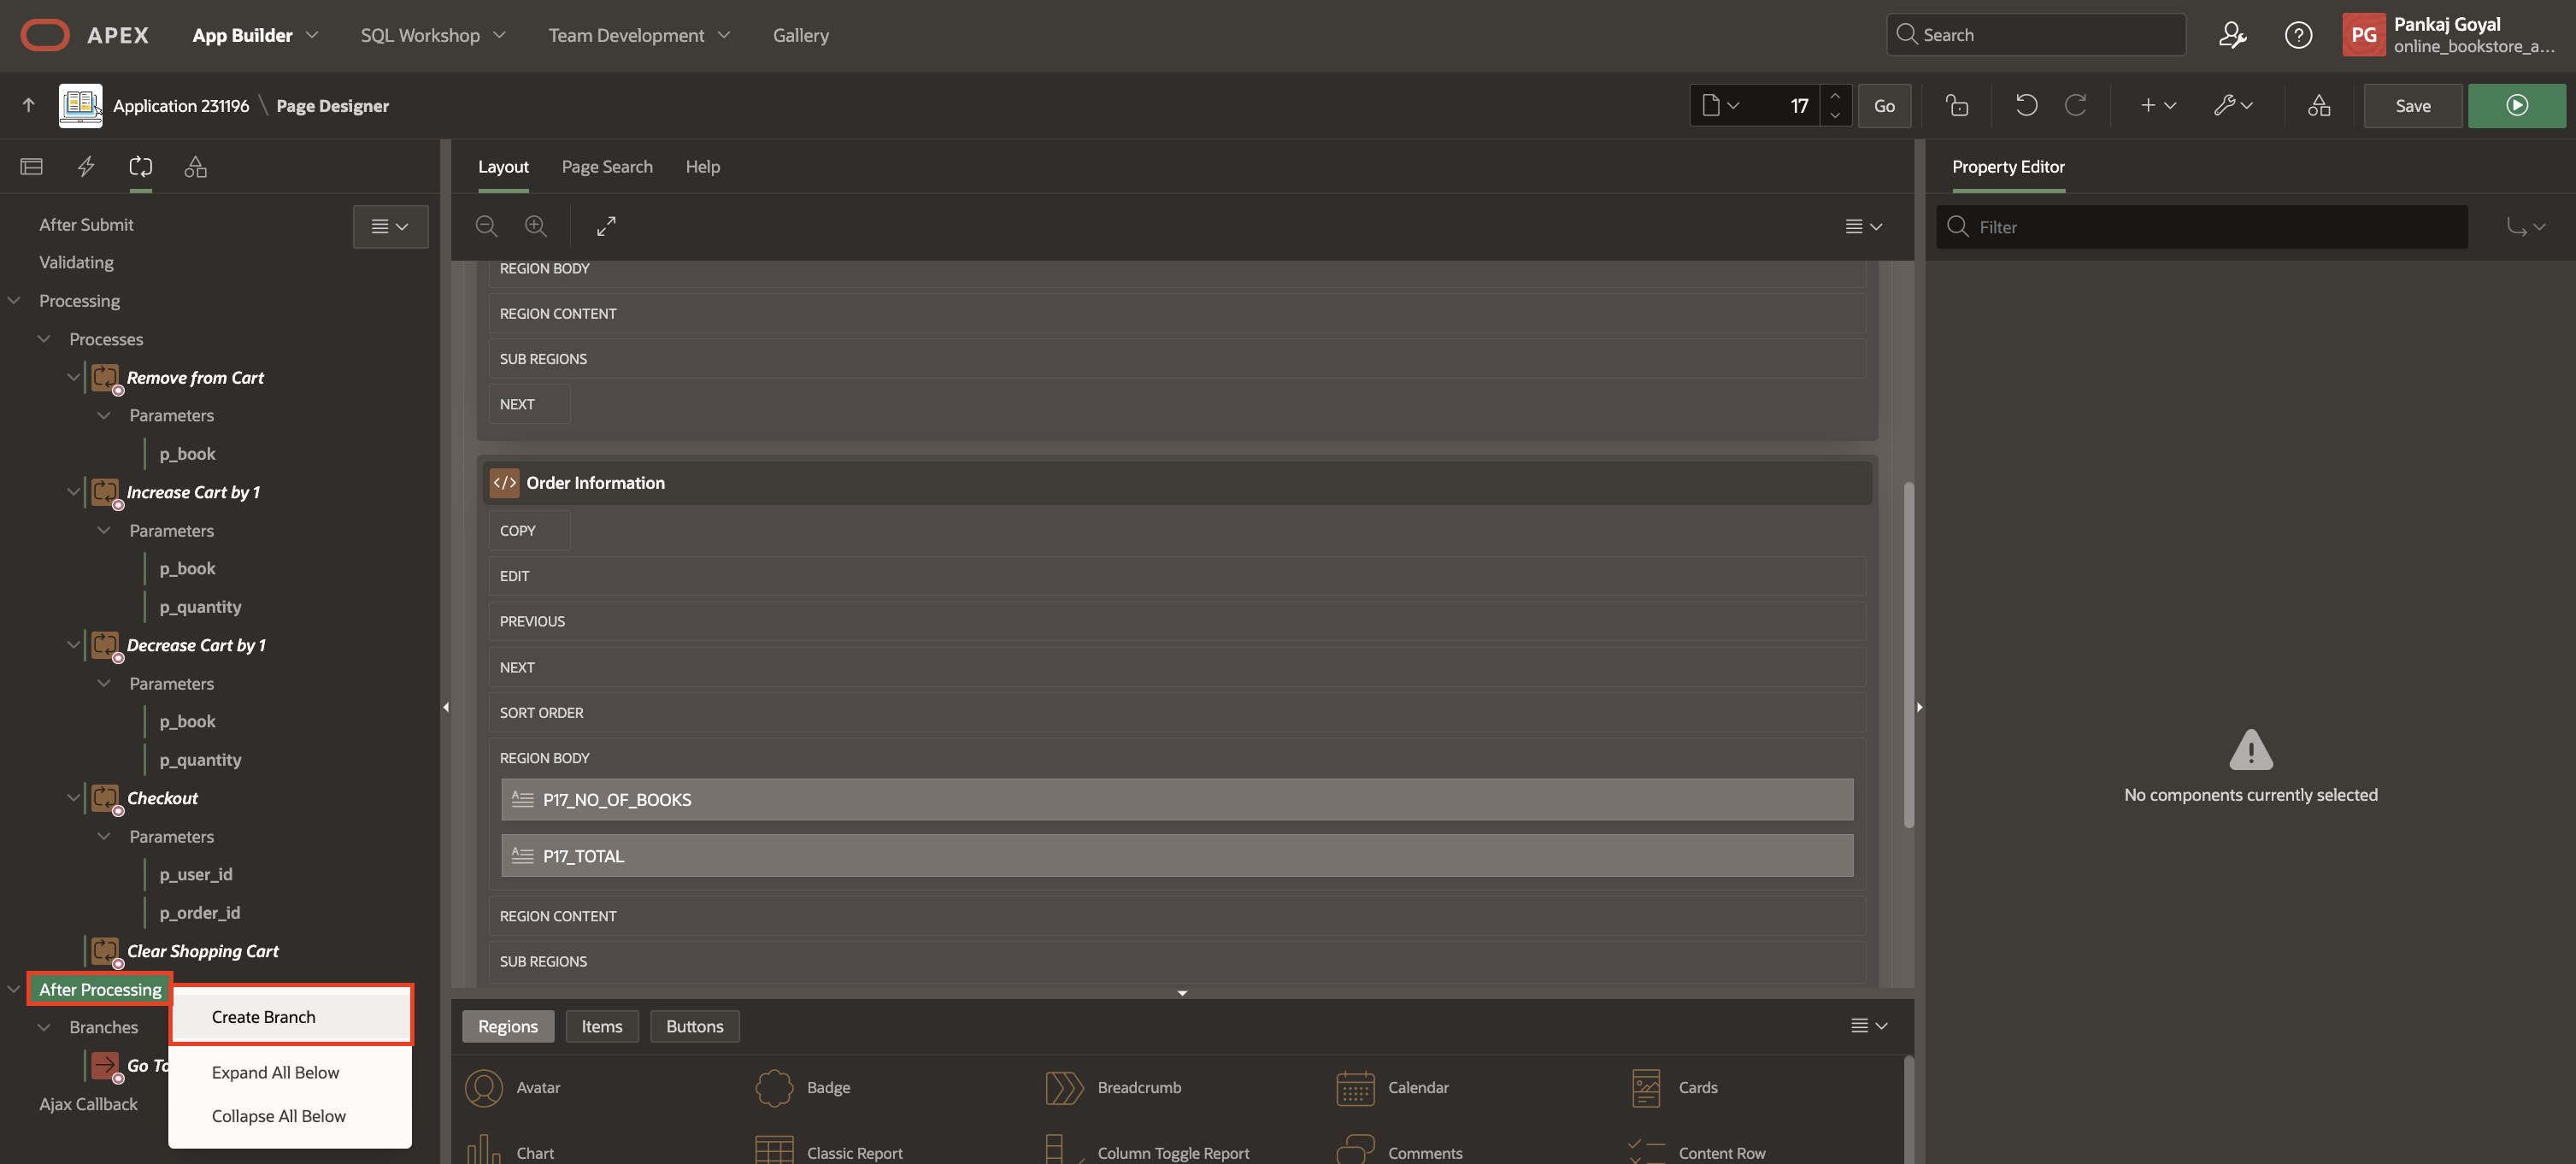 APEX App Builder SQL Workshop Team Development Gallery Search Pankaj Goyal
PG online_bookstore_a...
Application 231196 \ Page Designer 17 Go Save
Layout Page Search Help Property Editor
Filter
After Submit
Validating
Processing
Processes
Remove from Cart
Parameters
p_book
Increase Cart by 1
Parameters
p_book
p_quantity
Decrease Cart by 1
Parameters
p_book
p_quantity
Checkout
Parameters
p_user_id
p_order_id
Clear Shopping Cart
After Processing
Branches
Go To
Ajax Callback
Create Branch
Expand All Below
Collapse All Below
REGION BODY
REGION CONTENT
SUB REGIONS
NEXT
Order Information
COPY
EDIT
PREVIOUS
NEXT
SORT ORDER
REGION BODY
P17_NO_OF_BOOKS
P17_TOTAL
REGION CONTENT
SUB REGIONS
Regions Items Buttons
Avatar Badge Breadcrumb Calendar Cards
Chart Classic Report Column Toggle Report Comments Content Row
No components currently selected